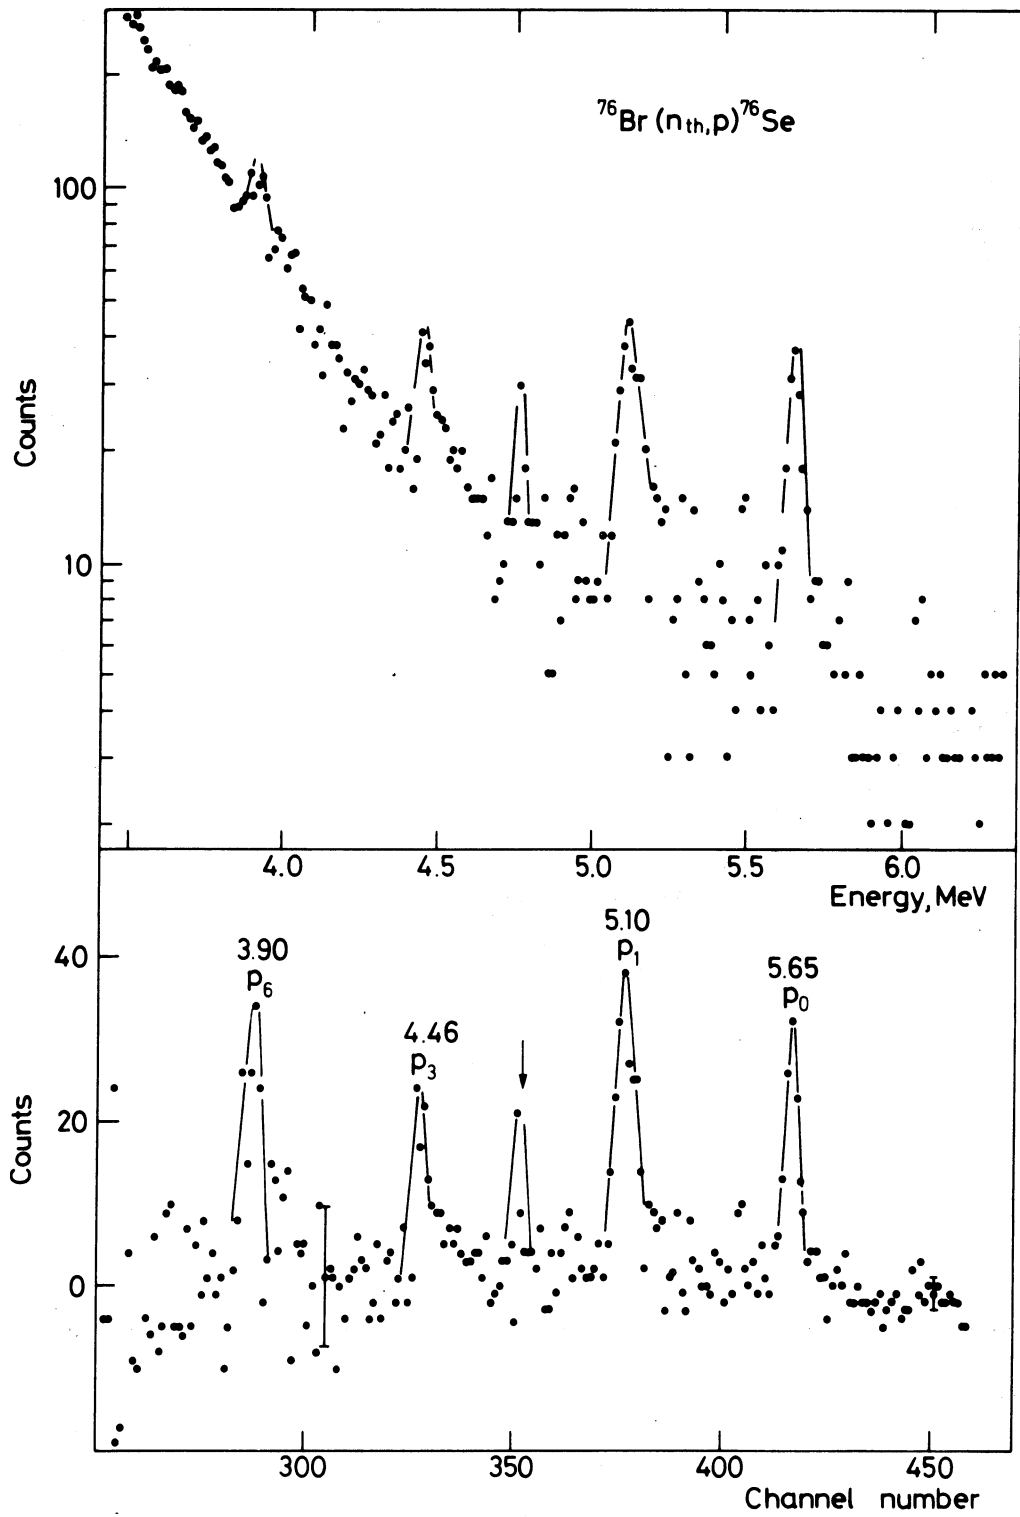 ⁷⁶Br (n_th, p) ⁷⁶Se
100
10
Counts
4.0 4.5 5.0 5.5 6.0
Energy, MeV
5.10
p₁
3.90
p₆
5.65
p₀
4.46
p₃
40
20
0
Counts
300 350 400 450
Channel number